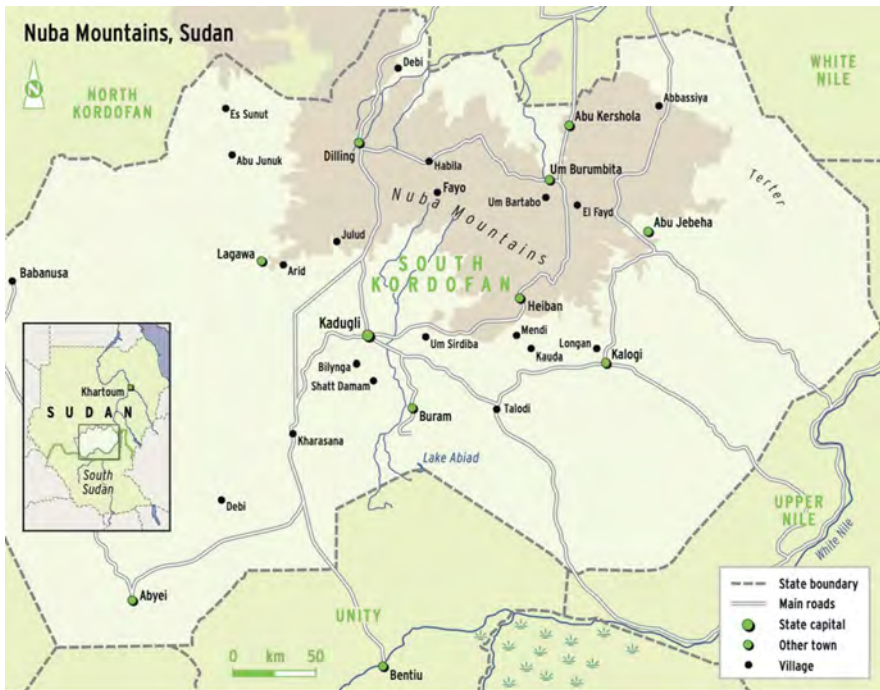 Nuba Mountains, Sudan
N
NORTH
KORDOFAN
WHITE
NILE
Debi
Es Sunut
Abu Kershola
Abbassiya
Dilling
Abu Junuk
Habila
Um Burumbita
Fayo
Um Bartabo
El Fayd
Terter
Nuba Mountains
Abu Jebeha
Julud
Lagawa
Arid
SOUTH
KORDOFAN
Babanusa
Heiban
Kadugli
Um Sirdiba
Mendi
Kauda
Longan
Kalogi
Bilynga
Shatt Damam
Buram
Talodi
Khartoum
SUDAN
South
Sudan
Kharasana
Lake Abiad
Debi
UPPER
NILE
White Nile
Abyei
UNITY
0 km 50
Bentiu
State boundary
Main roads
State capital
Other town
Village